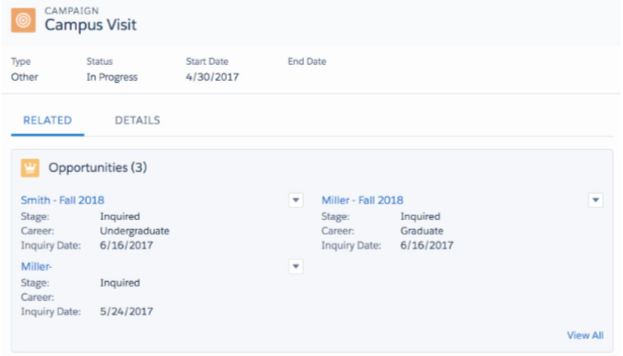 CAMPAIGN
Campus Visit
Type Status Start Date End Date
Other In Progress 4/30/2017
RELATED DETAILS
Opportunities (3)
Smith - Fall 2018 Miller - Fall 2018
Stage: Inquired Stage: Inquired
Career: Undergraduate Career: Graduate
Inquiry Date: 6/16/2017 Inquiry Date: 6/16/2017
Miller-
Stage: Inquired
Career:
Inquiry Date: 5/24/2017
View All